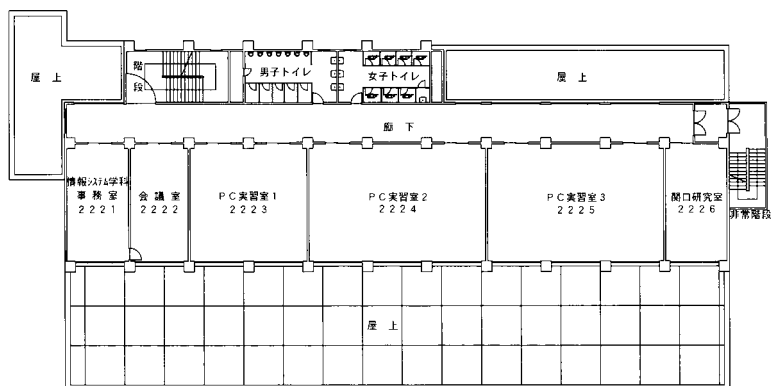 屋 上
階
段
男子トイレ
女子トイレ
屋 上
廊 下
情報システム学科
事務室
2221
会議室
2222
PC実習室1
2223
PC実習室2
2224
PC実習室3
2225
関口研究室
2226
非常階段
屋 上